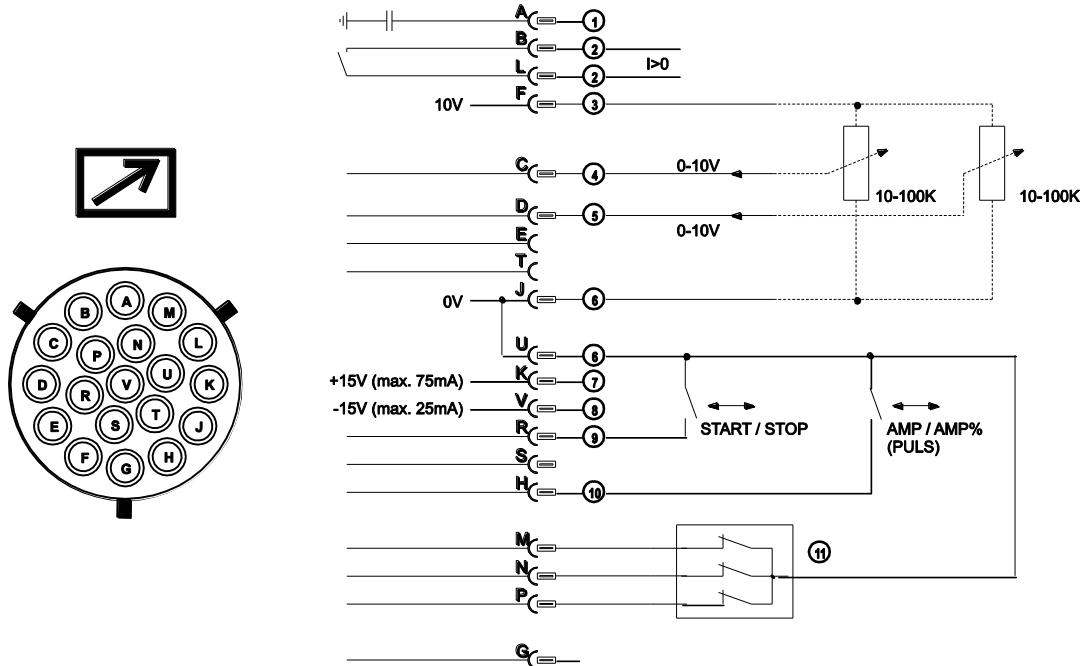 A 1
B 2
L 2
I>0
10V F 3
C 4 0-10V
10-100K 10-100K
D 5
0-10V
E
T
0V J 6
U 6
+15V (max. 75mA) K 7
-15V (max. 25mA) V 8
R 9
START / STOP
AMP / AMP%
(PULS)
S
H 10
M 11
N
P
G
A
B M
C P N L
D R V U K
E S T J
F G H